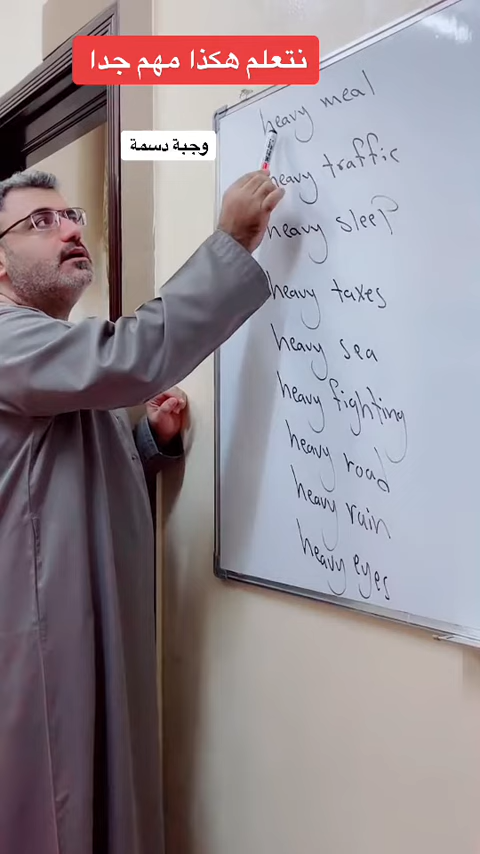 نتعلم هكذا مهم جدا
وجبة دسمة
heavy meal
heavy traffic
heavy sleep
heavy taxes
heavy sea
heavy fighting
heavy road
heavy rain
heavy eyes